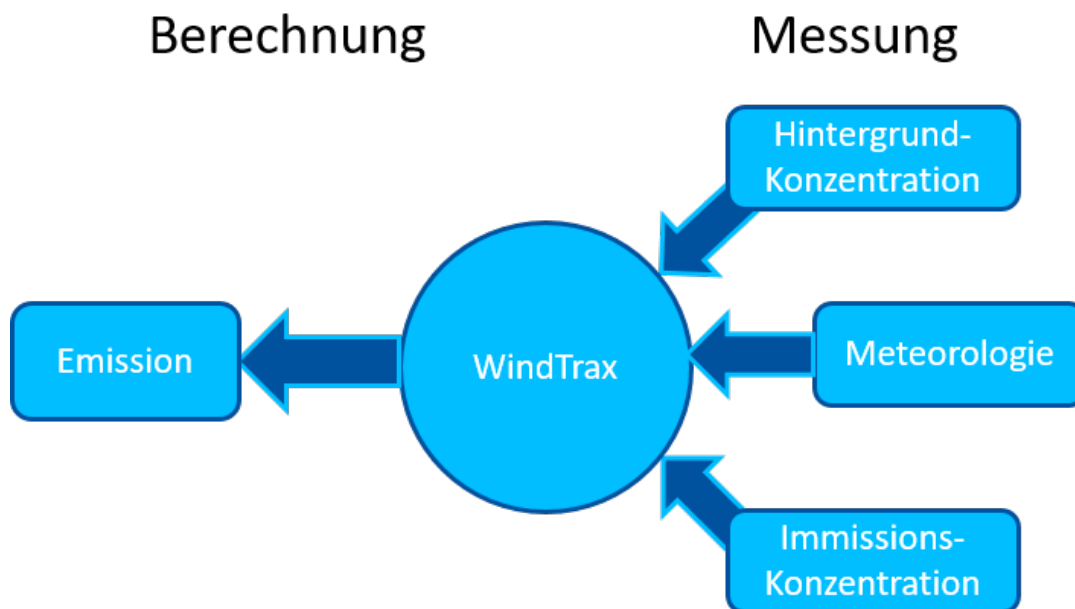 Berechnung
Messung
Hintergrund-
Konzentration
Emission
WindTrax
Meteorologie
Immissions-
Konzentration